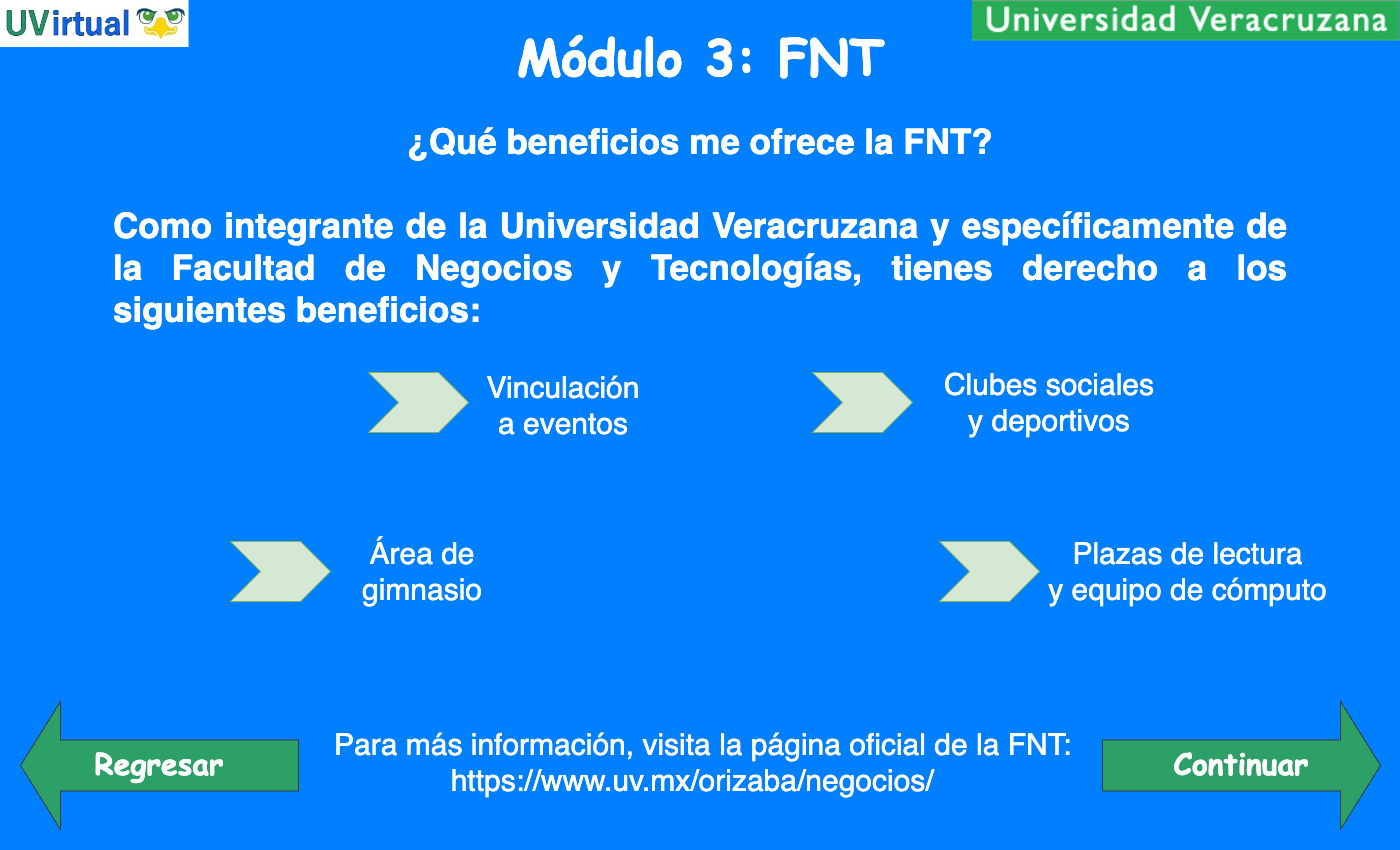 UVirtual
Universidad Veracruzana
Módulo 3: FNT
¿Qué beneficios me ofrece la FNT?
Como integrante de la Universidad Veracruzana y específicamente de
la Facultad de Negocios y Tecnologías, tienes derecho a los
siguientes beneficios:
Vinculación
a eventos
Clubes sociales
y deportivos
Área de
gimnasio
Plazas de lectura
y equipo de cómputo
Regresar
Para más información, visita la página oficial de la FNT:
https://www.uv.mx/orizaba/negocios/
Continuar